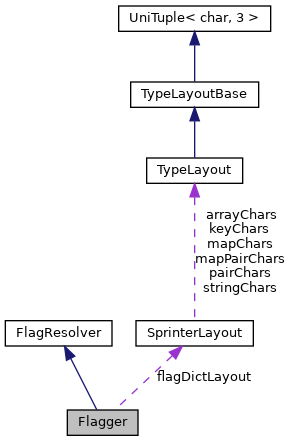 UniTuple< char, 3 >
TypeLayoutBase
TypeLayout
arrayChars
keyChars
mapChars
mapPairChars
pairChars
stringChars
FlagResolver
SprinterLayout
flagDictLayout
Flagger